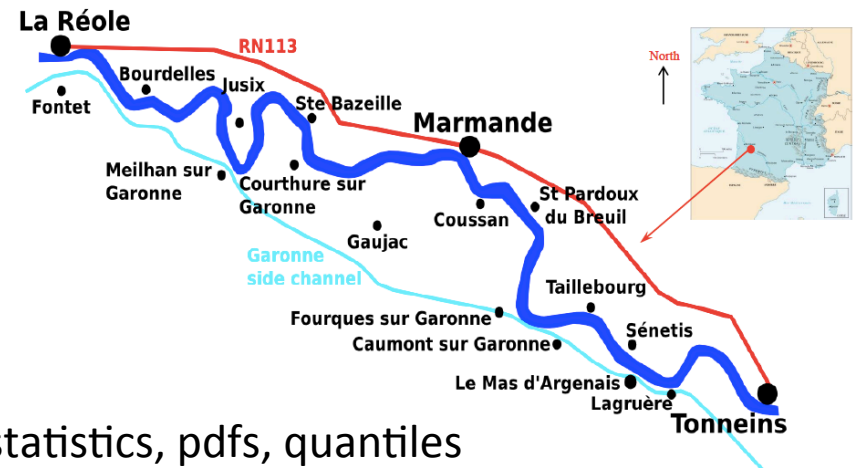 La Réole
RN113
North
Bourdelles
Jusix
Fontet
Ste Bazeille
Marmande
Meilhan sur
Garonne
Courthure sur
Garonne
St Pardoux
du Breuil
Coussan
Gaujac
Garonne
side channel
Taillebourg
Fourques sur Garonne
Sénetis
Caumont sur Garonne
Le Mas d'Argenais
Lagruère
Tonneins
statistics, pdfs, quantiles